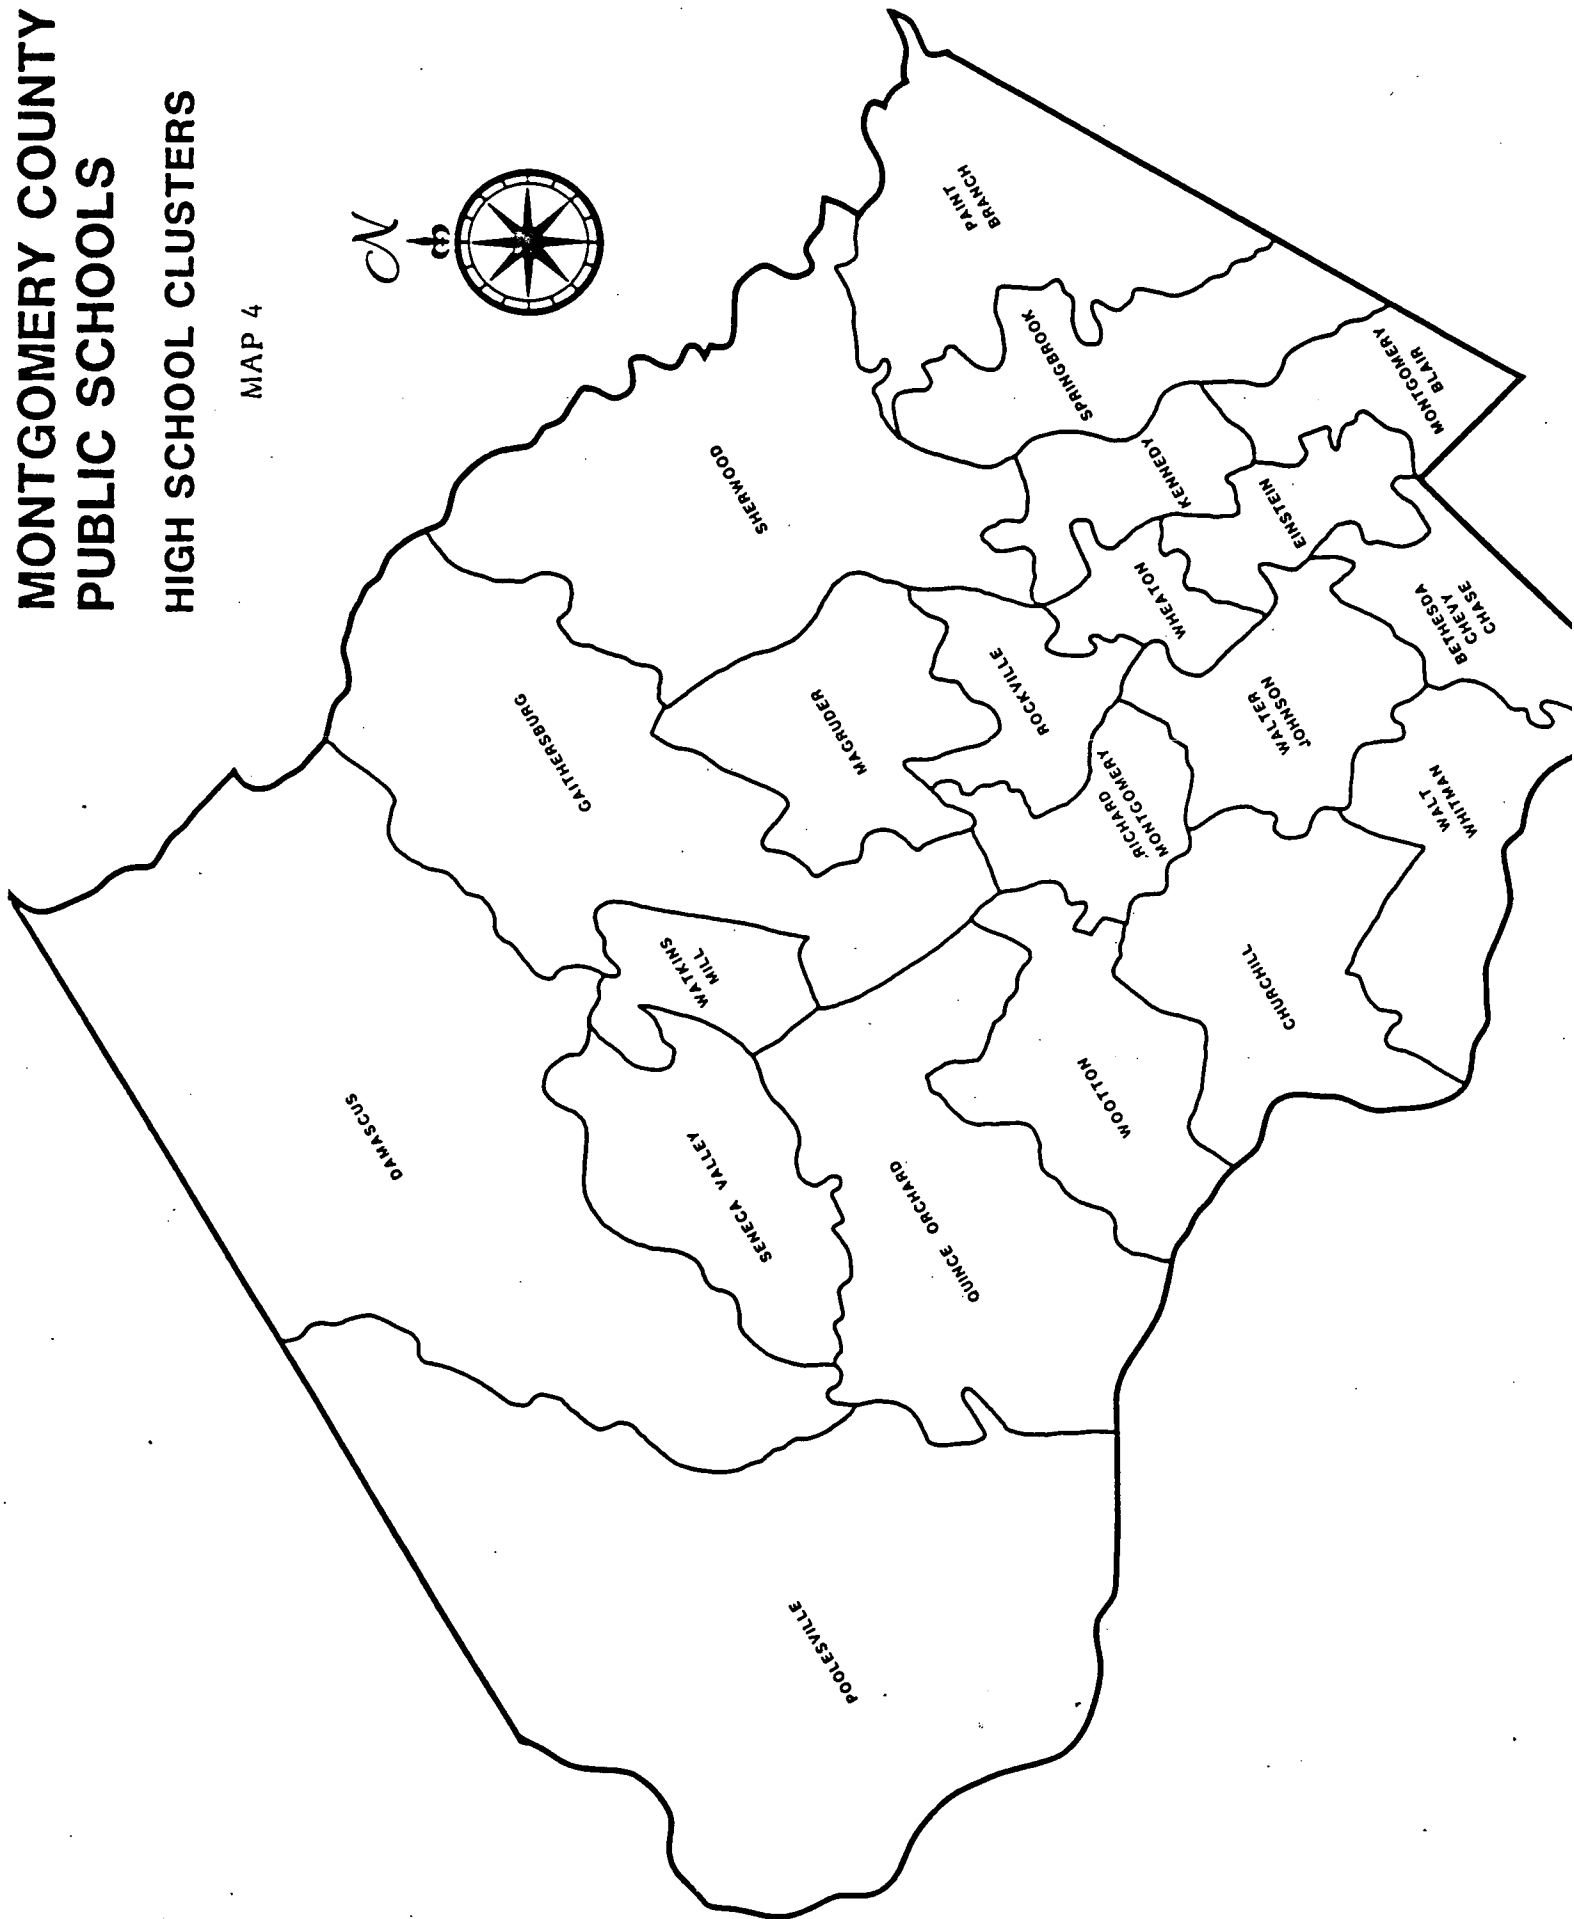 MONTGOMERY COUNTY
PUBLIC SCHOOLS
HIGH SCHOOL CLUSTERS
MAP 4
N
DAMASCUS
POOLESVILLE
GAITHERSBURG
WATKINS
MILL
SENECA VALLEY
QUINCE ORCHARD
SHERWOOD
MAGRUDER
ROCKVILLE
RICHARD
MONTGOMERY
WOOTTON
CHURCHILL
PAINT
BRANCH
SPRINGBROOK
KENNEDY
WHEATON
EINSTEIN
MONTGOMERY
BLAIR
WALTER
JOHNSON
BETHESDA
CHEVY
CHASE
WALT
WHITMAN